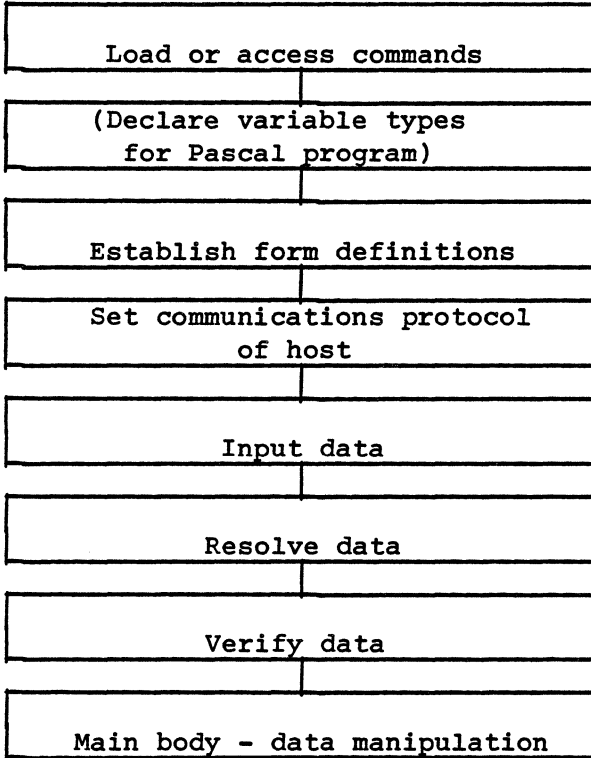 Load or access commands
(Declare variable types
for Pascal program)
Establish form definitions
Set communications protocol
of host
Input data
Resolve data
Verify data
Main body - data manipulation